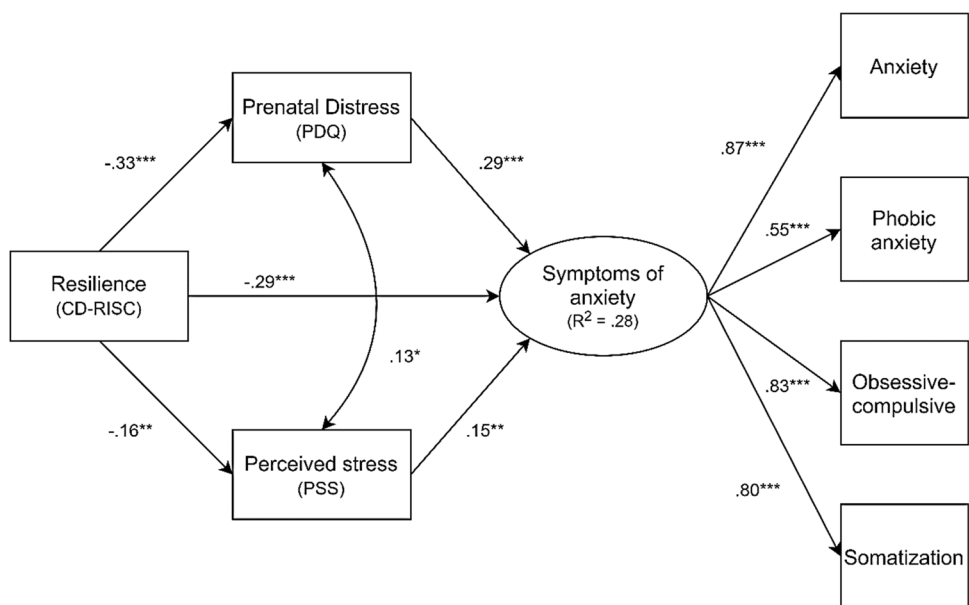 Anxiety
Prenatal Distress
(PDQ)
-.33***
.29***
.87***
Phobic
anxiety
.55***
Resilience
(CD-RISC)
-.29***
Symptoms of
anxiety
(R² = .28)
.13*
Obsessive-
compulsive
.83***
-.16**
Perceived stress
(PSS)
.15**
.80***
Somatization